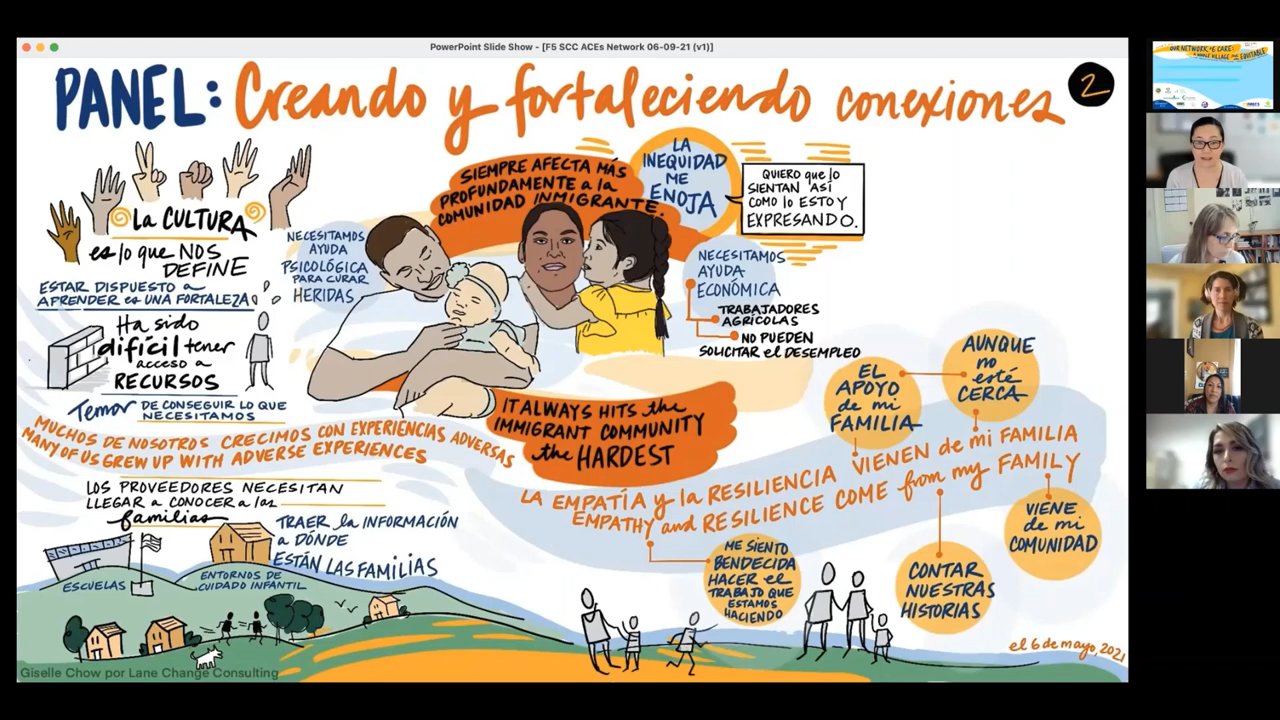 PowerPoint Slide Show - [F5 SCC ACEs Network 06-09-21 (v1)]
PANEL: Creando y fortaleciendo conexiones
2
LA CULTURA
es lo que NOS
DEFINE
ESTAR DISPUESTO a
APRENDER es UNA FORTALEZA
Ha sido
difícil tener
acceso a
RECURSOS
Temor DE CONSEGUIR LO QUE
NECESITAMOS
NECESITAMOS
AYUDA
PSICOLÓGICA
PARA CURAR
HERIDAS
SIEMPRE AFECTA MÁS
PROFUNDAMENTE a la
COMUNIDAD INMIGRANTE.
LA
INEQUIDAD
ME
ENOJA
QUIERO que lo
SIENTAN ASÍ
COMO lo ESTOY
EXPRESANDO.
NECESITAMOS
AYUDA
ECONÓMICA
TRABAJADORES
AGRÍCOLAS
NO PUEDEN
SOLICITAR el DESEMPLEO
IT ALWAYS HITS the
IMMIGRANT COMMUNITY
the HARDEST
MUCHOS DE NOSOTROS CRECIMOS CON EXPERIENCIAS ADVERSAS
MANY OF US GREW UP WITH ADVERSE EXPERIENCES
LOS PROVEEDORES NECESITAN
LLEGAR a CONOCER a las
familias
TRAER la INFORMACIÓN
a DÓNDE
ESTÁN LAS FAMILIAS
ESCUELAS
ENTORNOS DE
CUIDADO INFANTIL
EL
APOYO
de mi
FAMILIA
AUNQUE
no
esté
CERCA
LA EMPATÍA y la RESILIENCIA VIENEN de mi FAMILIA
EMPATHY and RESILIENCE COME from my FAMILY
ME SIENTO
BENDECIDA
HACER el
TRABAJO QUE
ESTAMOS
HACIENDO
CONTAR
NUESTRAS
HISTORIAS
VIENE
de mi
COMUNIDAD
el 6 de mayo, 2021
Giselle Chow por Lane Change Consulting
OUR NETWORK OF CARE:
A WHOLE VILLAGE
EQUITABLE